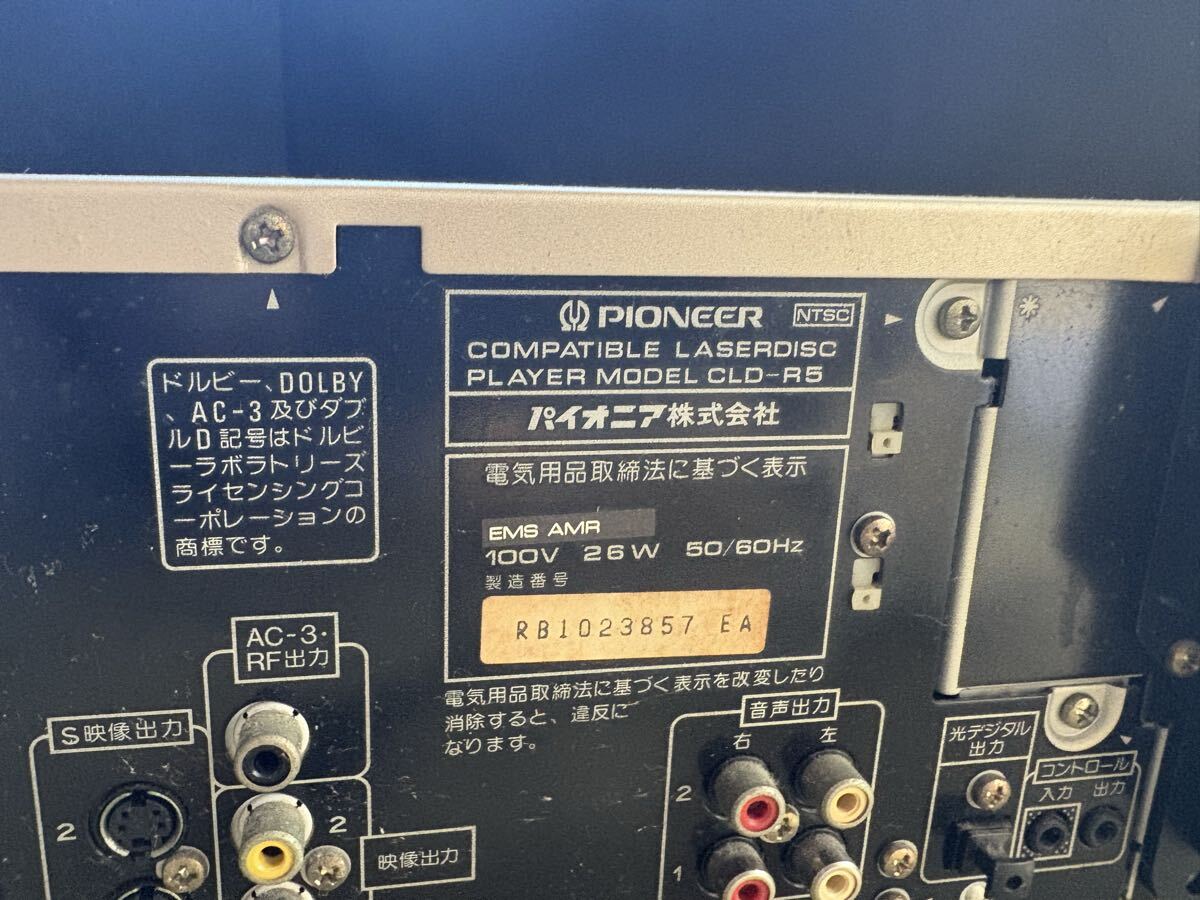 PIONEER NTSC
COMPATIBLE LASERDISC
PLAYER MODEL CLD-R5
パイオニア株式会社
ドルビー、DOLBY
、AC-3及びダブ
ルD記号はドルビ
ーラボラトリーズ
ライセンシングコ
ーポレーションの
商標です。
電気用品取締法に基づく表示
EMS AMR
100V 26W 50/60Hz
製造番号
RB1023857 EA
電気用品取締法に基づく表示を改変したり
消除すると、違反に
なります。
AC-3・
RF出力
S映像出力
2
2
映像出力
音声出力
右 左
2
1
光デジタル
出力
コントロール
入力 出力